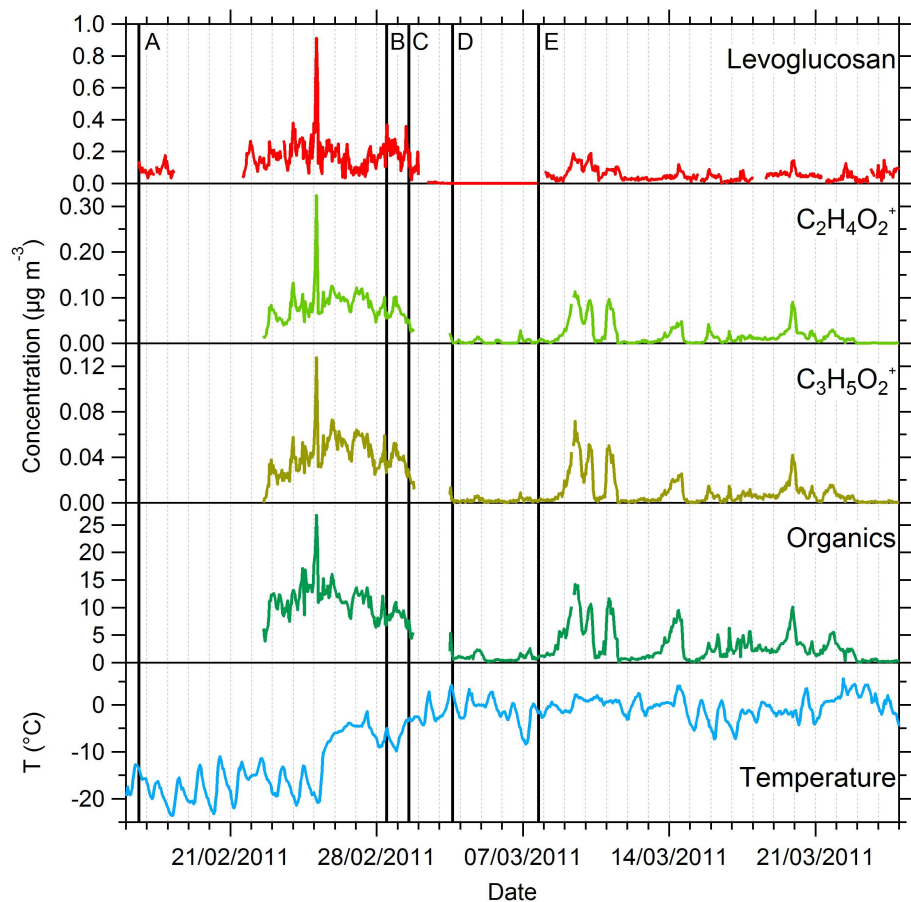 A B C D E
1.0
0.8
0.6
0.4
0.2
0.0
Levoglucosan
0.30
0.20
0.10
0.00
C₂H₄O₂⁺
0.12
0.08
0.04
0.00
C₃H₅O₂⁺
Concentration (µg m⁻³)
25
20
15
10
5
0
Organics
0
-10
-20
T (°C)
Temperature
21/02/2011 28/02/2011 07/03/2011 14/03/2011 21/03/2011
Date